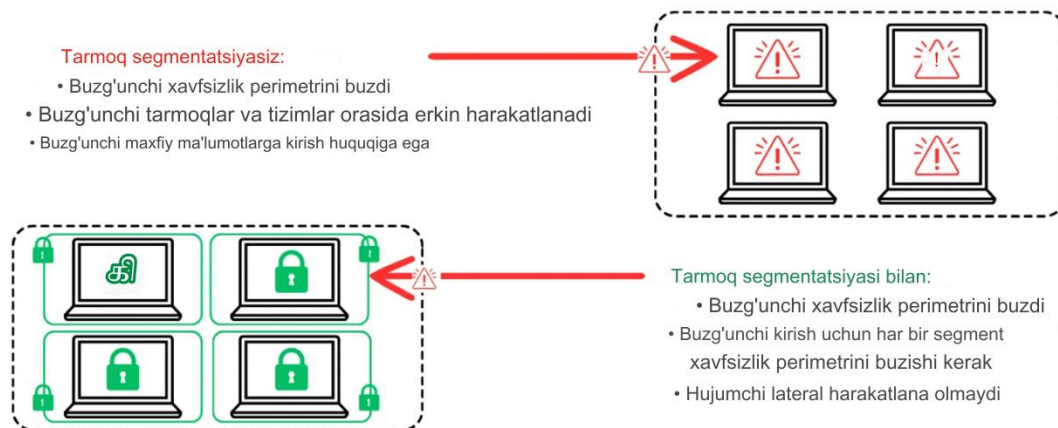 Tarmoq segmentatsiyasiz:
• Buzg'unchi xavfsizlik perimetrini buzdi
• Buzg'unchi tarmoqlar va tizimlar orasida erkin harakatlanadi
• Buzg'unchi maxfiy ma'lumotlarga kirish huquqiga ega
Tarmoq segmentatsiyasi bilan:
• Buzg'unchi xavfsizlik perimetrini buzdi
• Buzg'unchi kirish uchun har bir segment
xavfsizlik perimetrini buzishi kerak
• Hujumchi lateral harakatlana olmaydi